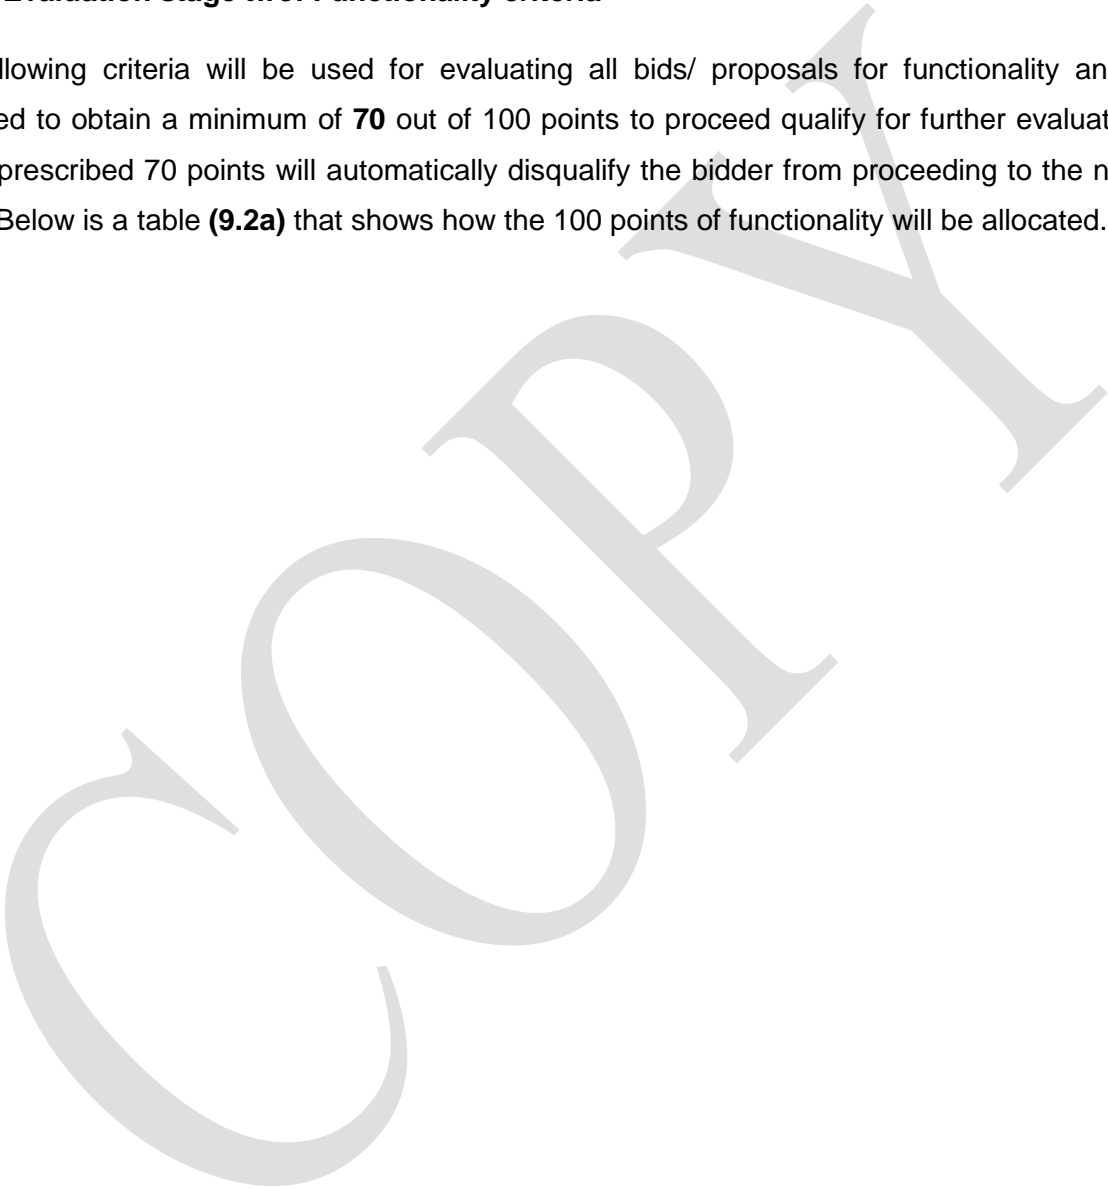 Evaluation stage two: Functionality criteria
llowing criteria will be used for evaluating all bids/ proposals for functionality an
ed to obtain a minimum of 70 out of 100 points to proceed qualify for further evaluat
prescribed 70 points will automatically disqualify the bidder from proceeding to the n
Below is a table (9.2a) that shows how the 100 points of functionality will be allocated.
COPY